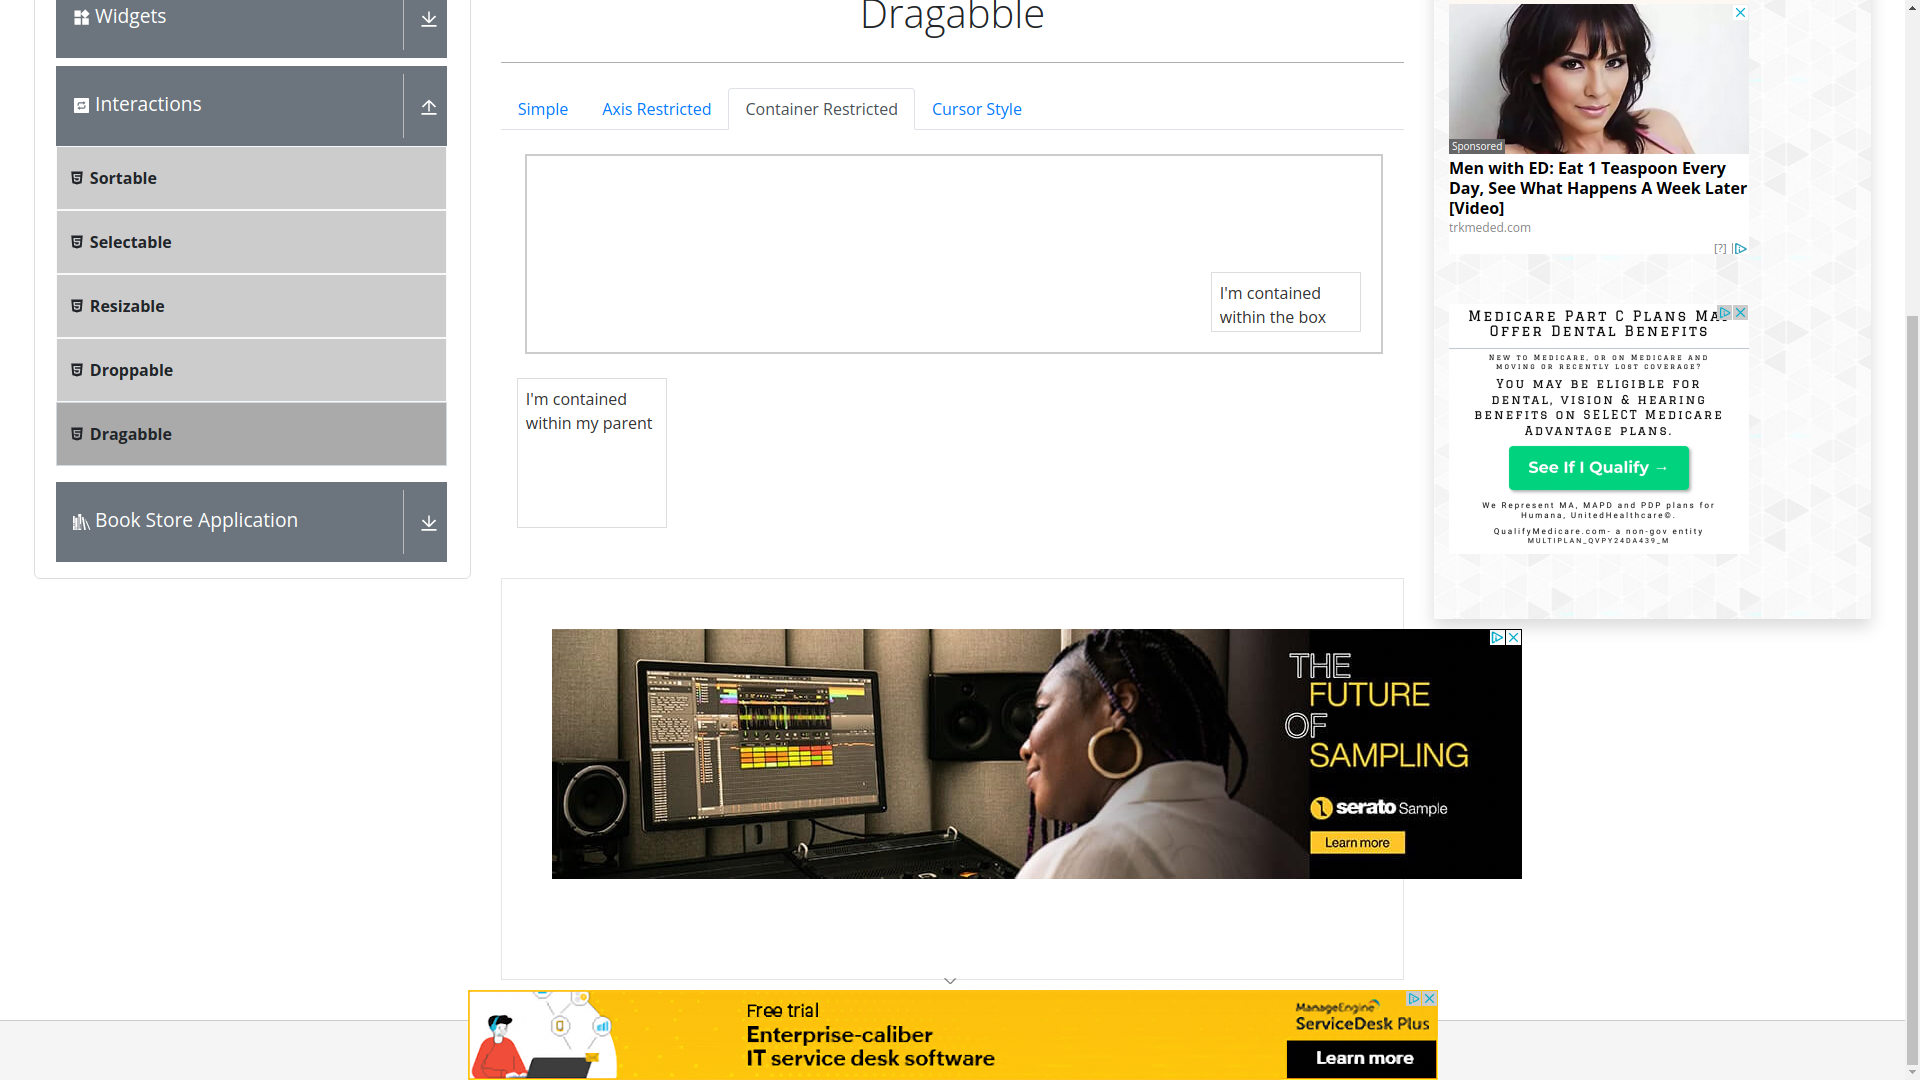 Widgets
Interactions
Sortable
Selectable
Resizable
Droppable
Dragabble
Book Store Application
Dragabble
Simple
Axis Restricted
Container Restricted
Cursor Style
I'm contained
within the box
I'm contained
within my parent
THE
FUTURE
OF
SAMPLING
serato Sample
Learn more
Free trial
Enterprise-caliber
IT service desk software
ManageEngine
ServiceDesk Plus
Learn more
Sponsored
Men with ED: Eat 1 Teaspoon Every
Day, See What Happens A Week Later
[Video]
trkmeded.com
[?]
Medicare Part C Plans May
Offer Dental Benefits
New to Medicare, or on Medicare and
moving or recently lost coverage?
You may be eligible for
dental, vision & hearing
benefits on SELECT Medicare
Advantage plans.
See If I Qualify →
We Represent MA, MAPD and PDP plans for
Humana, UnitedHealthcare©.
QualifyMedicare.com- a non-gov entity
MULTIPLAN_QVPY24DA439_M